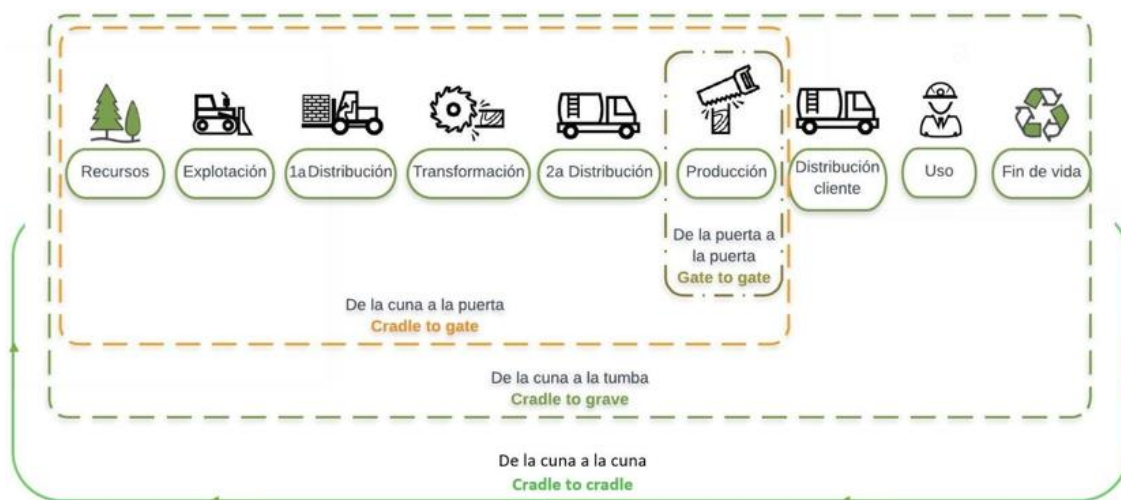 Recursos
Explotación
1a Distribución
Transformación
2a Distribución
Producción
Distribución
cliente
Uso
Fin de vida
De la puerta a
la puerta
Gate to gate
De la cuna a la puerta
Cradle to gate
De la cuna a la tumba
Cradle to grave
De la cuna a la cuna
Cradle to cradle